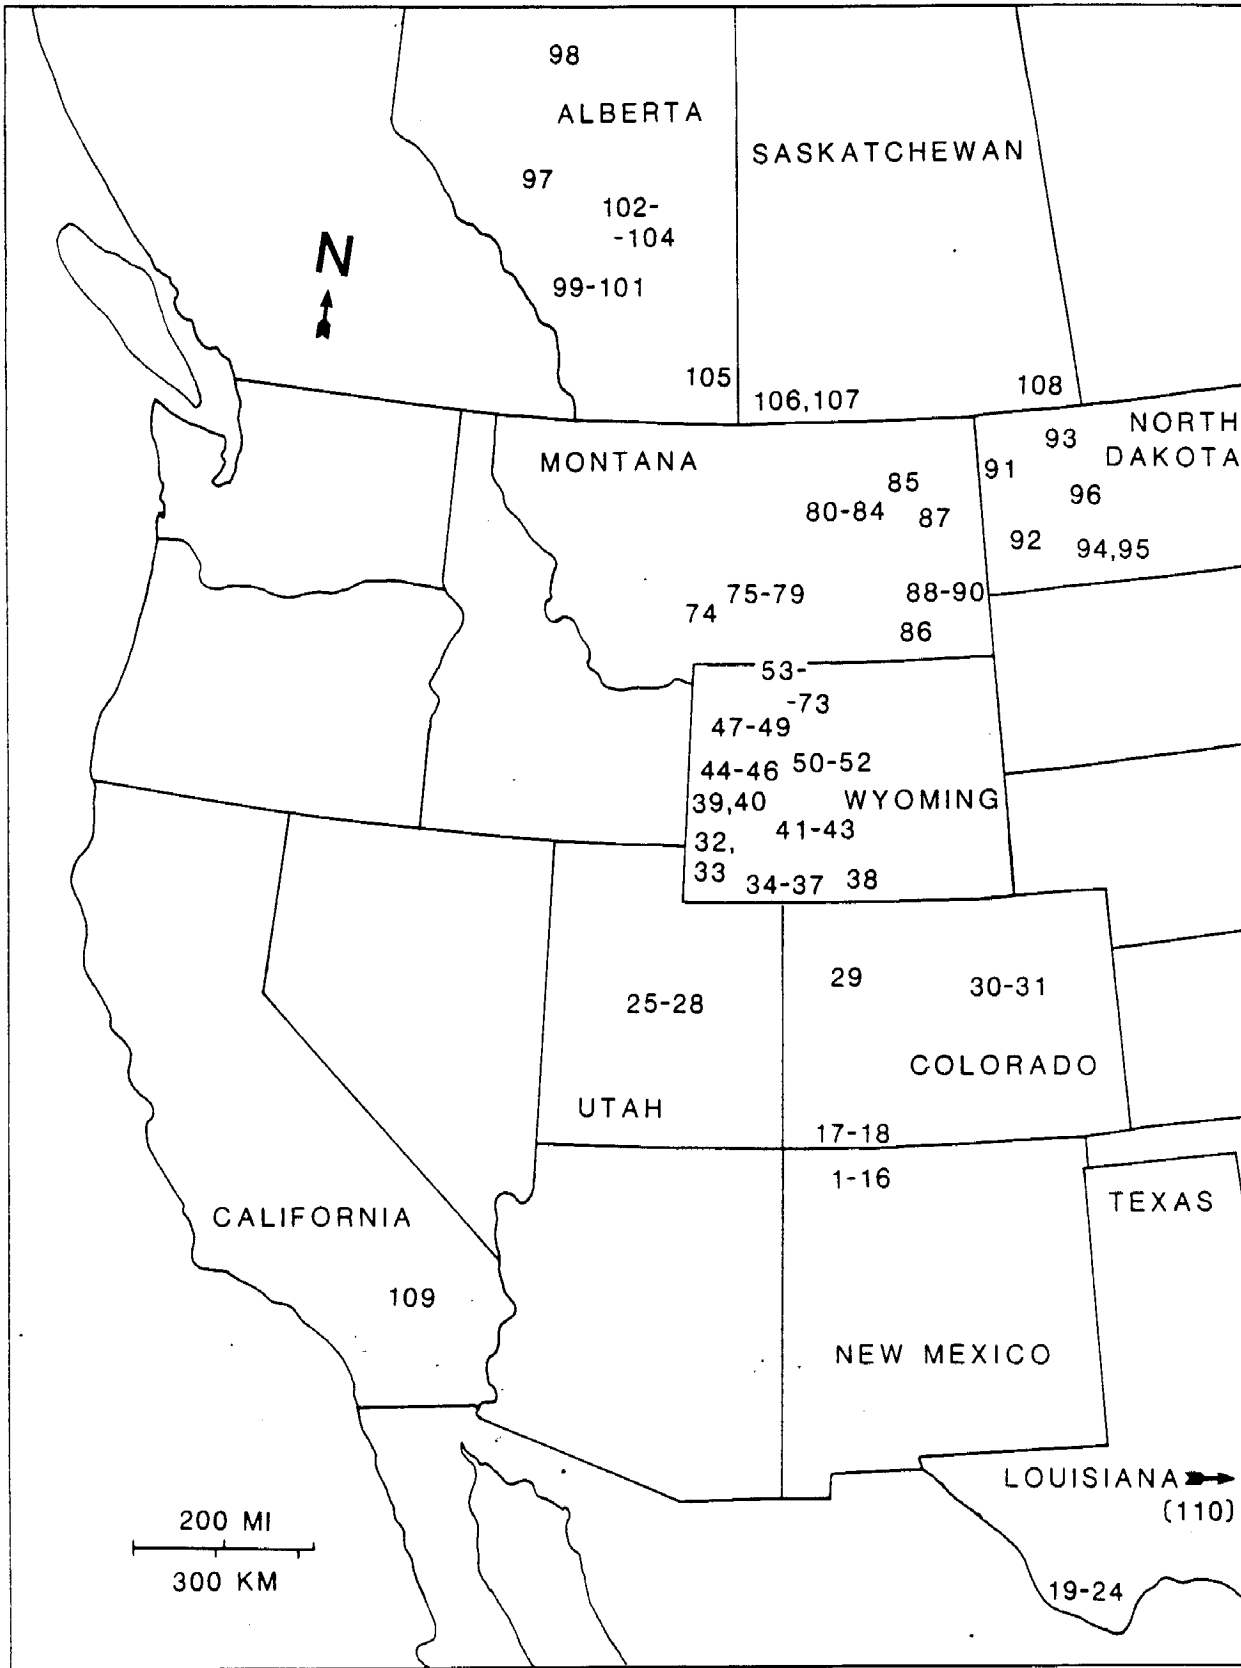 98
ALBERTA
SASKATCHEWAN
97
102-
-104
N
99-101
105
106,107
108
NORTH
DAKOTA
93
91
MONTANA
85
96
80-84
87
92
94,95
75-79
88-90
74
86
53-
-73
47-49
44-46
50-52
39,40
WYOMING
41-43
32,
33
34-37
38
29
30-31
25-28
COLORADO
UTAH
17-18
1-16
TEXAS
CALIFORNIA
109
NEW MEXICO
LOUISIANA
(110)
200 MI
300 KM
19-24